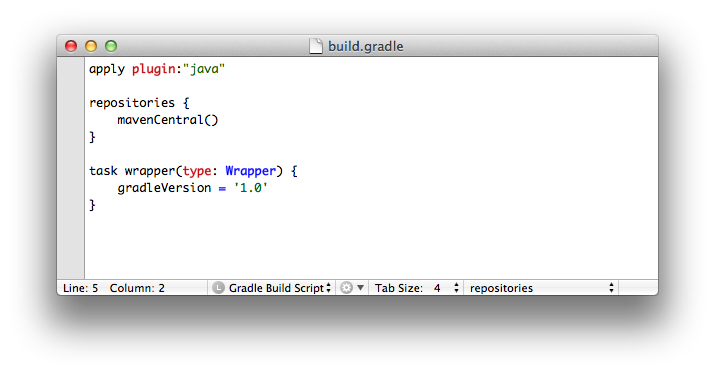 build.gradle
apply plugin:"java"
repositories {
    mavenCentral()
}
task wrapper(type: Wrapper) {
    gradleVersion = '1.0'
}
Line: 5 Column: 2 L Gradle Build Script Tab Size: 4 repositories